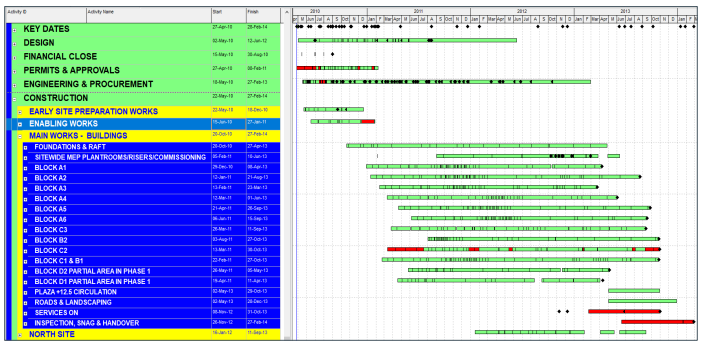 Activity ID Activity Name Start Finish 2010 2011 2012 2013
KEY DATES 27-Apr-10 28-Feb-14
DESIGN 02-May-10 12-Jun-12
FINANCIAL CLOSE 15-May-10 30-Aug-10
PERMITS & APPROVALS 27-Apr-10 08-Feb-11
ENGINEERING & PROCUREMENT 18-May-10 27-Feb-13
CONSTRUCTION 22-May-10 27-Feb-14
EARLY SITE PREPARATION WORKS 22-May-10 18-Dec-10
ENABLING WORKS 15-Jun-10 27-Jan-11
MAIN WORKS - BUILDINGS 20-Oct-10 27-Feb-14
FOUNDATIONS & RAFT 20-Oct-10 27-Apr-13
SITEWIDE MEP PLANTROOMS/RISERS/COMMISSIONING 05-Feb-11 10-Jun-13
BLOCK A1 29-Dec-10 30-Apr-13
BLOCK A2 12-Jan-11 21-Aug-13
BLOCK A3 13-Feb-11 23-Mar-13
BLOCK A4 12-Mar-11 01-Jun-13
BLOCK A5 21-Apr-11 28-Sep-13
BLOCK A6 06-Jun-11 15-Sep-13
BLOCK C3 26-Mar-11 11-Sep-13
BLOCK B2 03-Aug-11 27-Oct-13
BLOCK C2 13-Mar-11 30-Oct-13
BLOCK C1 & B1 22-Feb-11 27-Oct-13
BLOCK D2 PARTIAL AREA IN PHASE 1 26-May-11 05-May-13
BLOCK D1 PARTIAL AREA IN PHASE 1 19-Apr-11 11-Apr-13
PLAZA +12.5 CIRCULATION 02-May-13 29-Oct-13
ROADS & LANDSCAPING 02-May-13 28-Dec-13
SERVICES ON 08-Nov-12 31-Oct-13
INSPECTION, SNAG & HANDOVER 28-Nov-12 27-Feb-14
NORTH SITE 16-Jan-12 11-Sep-13